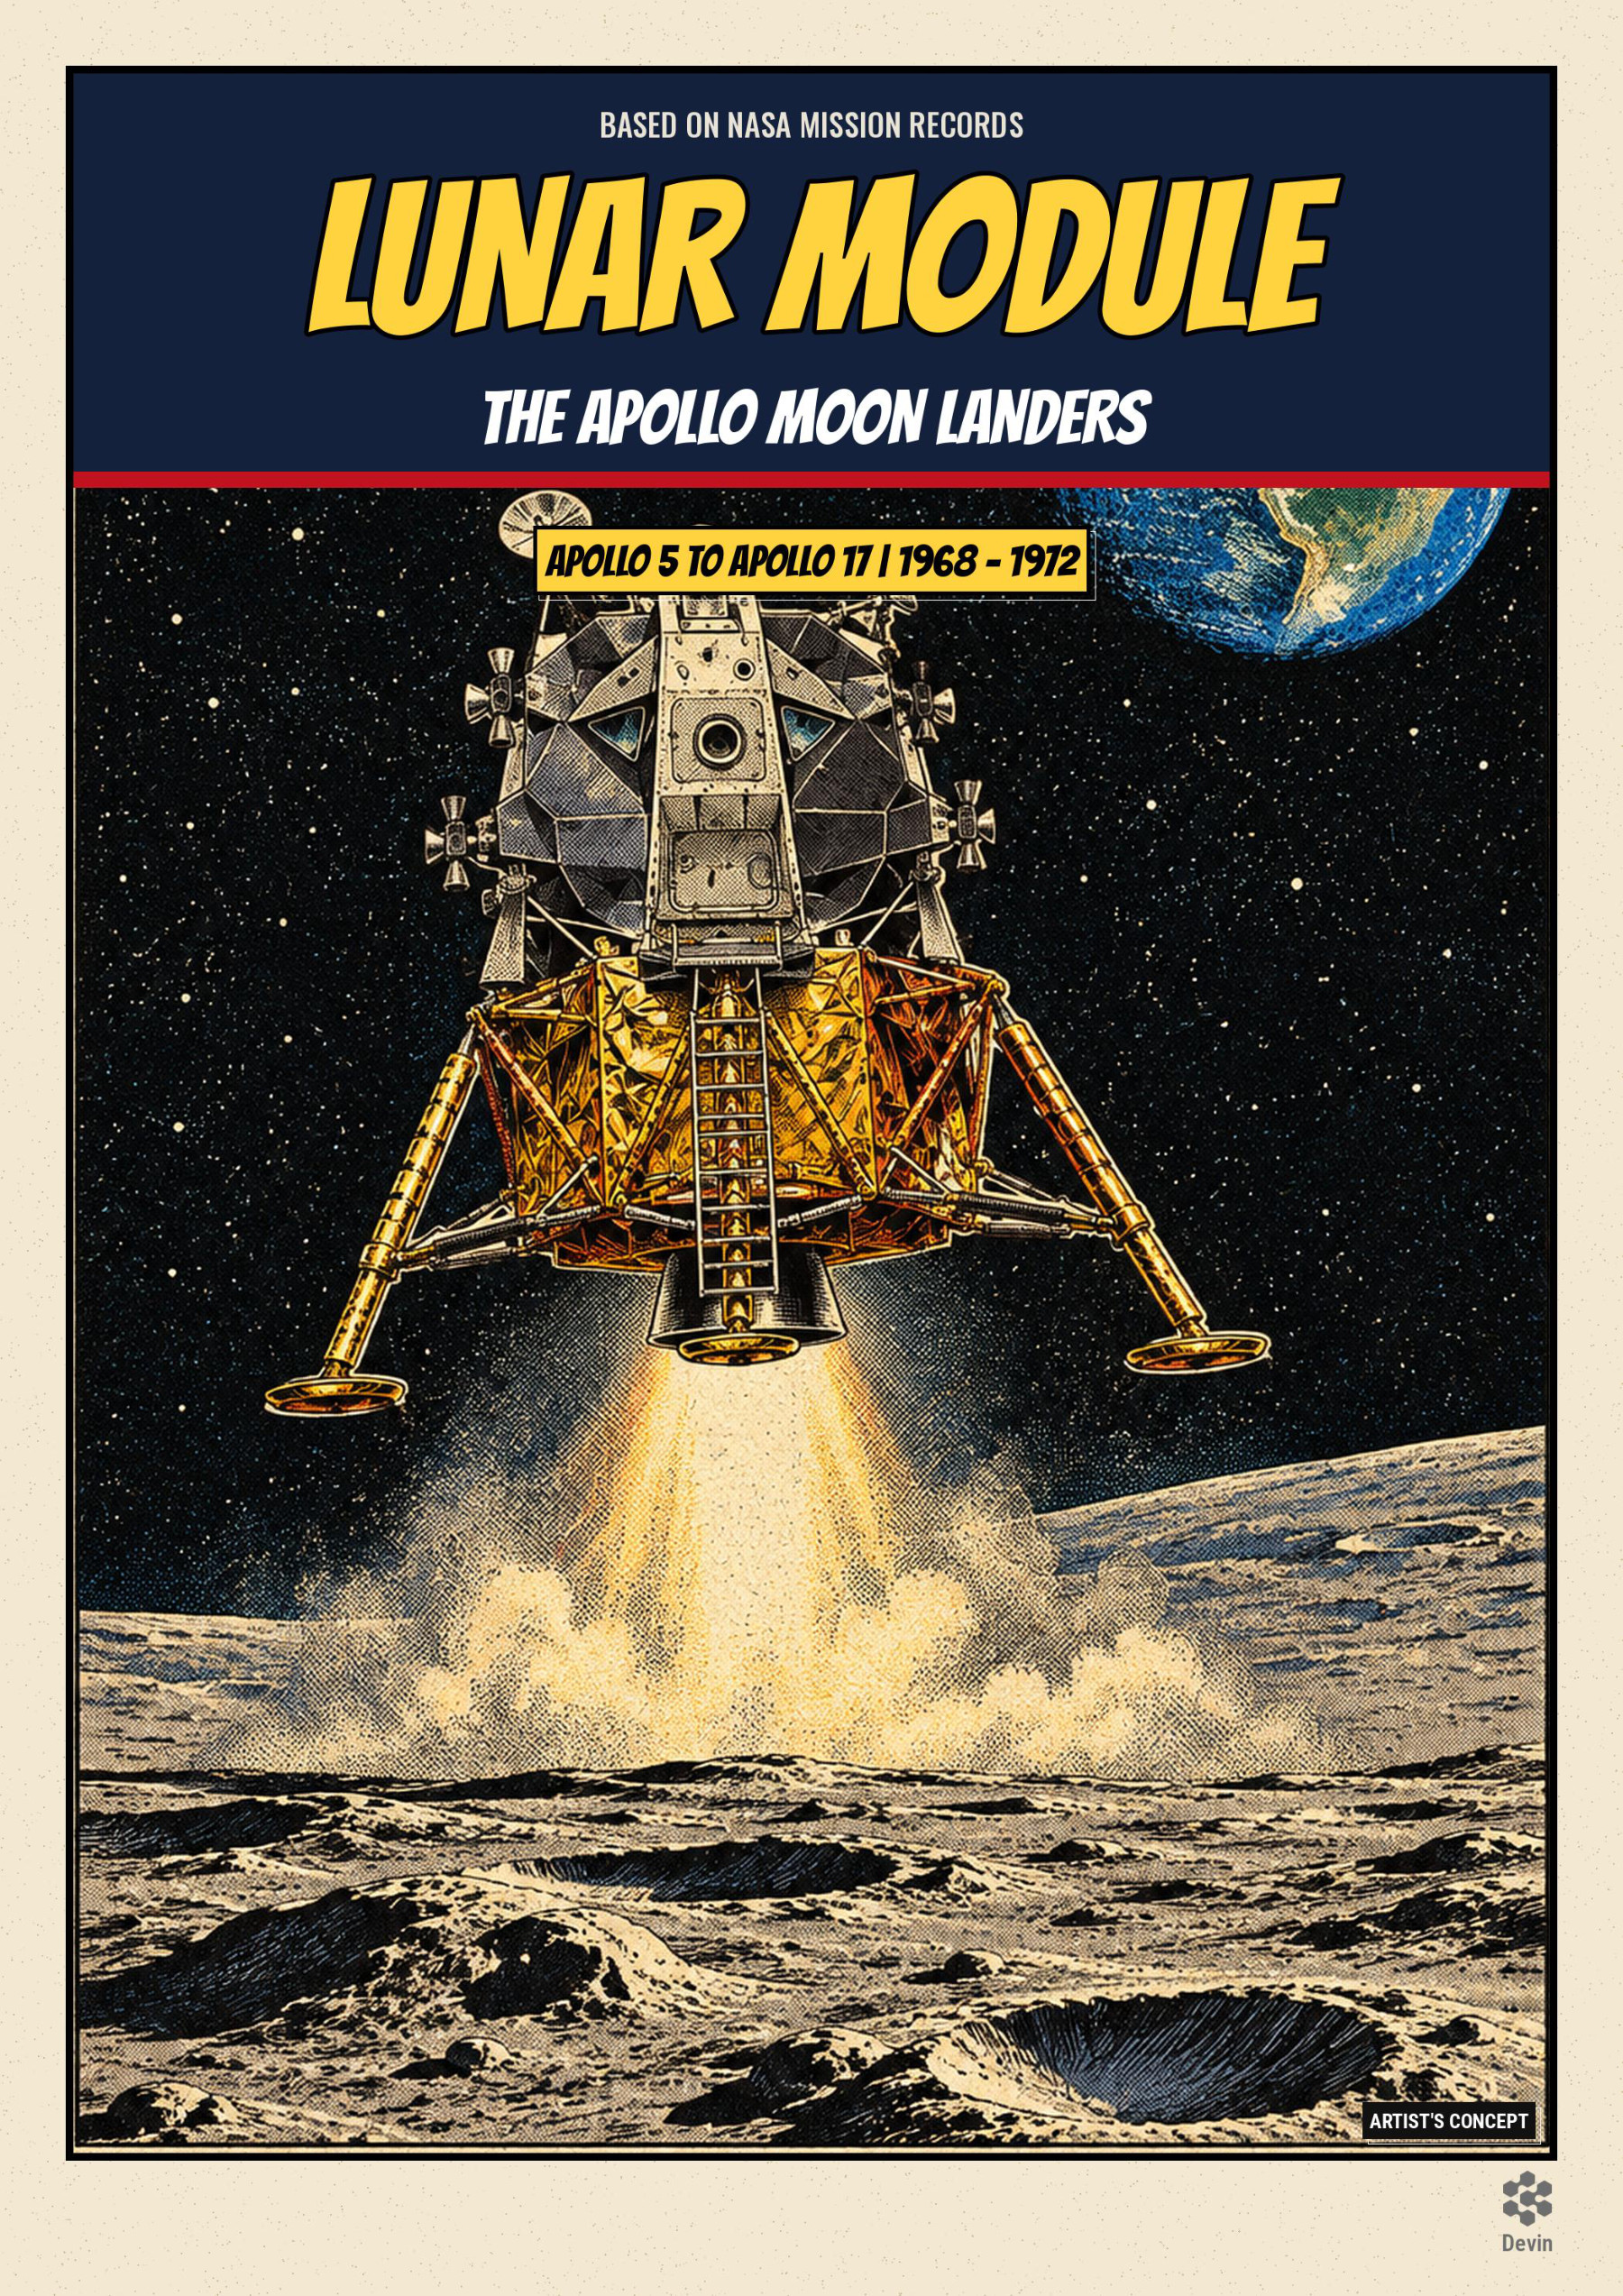 BASED ON NASA MISSION RECORDS
LUNAR MODULE
THE APOLLO MOON LANDERS
APOLLO 5 TO APOLLO 17 | 1968 - 1972
ARTIST'S CONCEPT
Devin